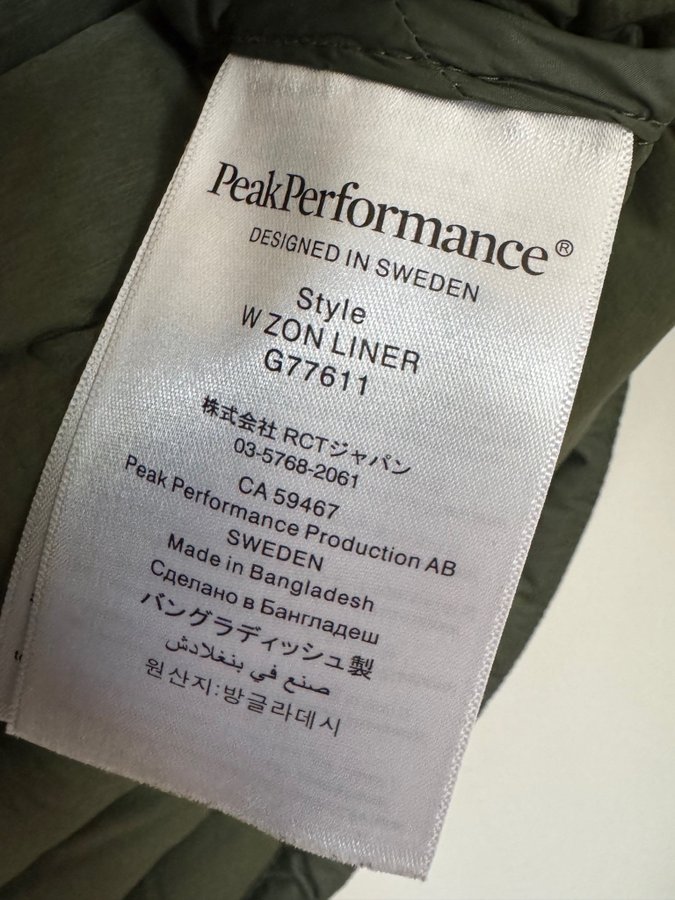 PeakPerformance®
DESIGNED IN SWEDEN
Style
W ZON LINER
G77611
株式会社 RCTジャパン
03-5768-2061
CA 59467
Peak Performance Production AB
SWEDEN
Made in Bangladesh
Сделано в Бангладеш
バングラディッシュ製
صنع في بنغلادش
원산지:방글라데시